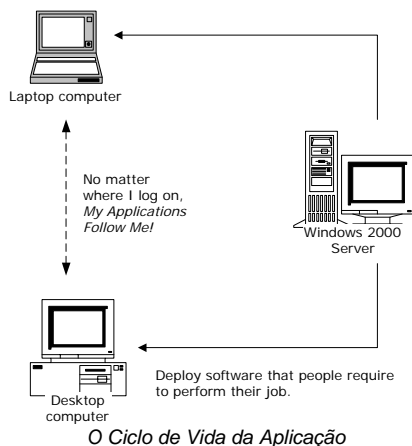 Laptop computer
No matter
where I log on,
My Applications
Follow Me!
Windows 2000
Server
Deploy software that people require
to perform their job.
Desktop
computer
O Ciclo de Vida da Aplicação